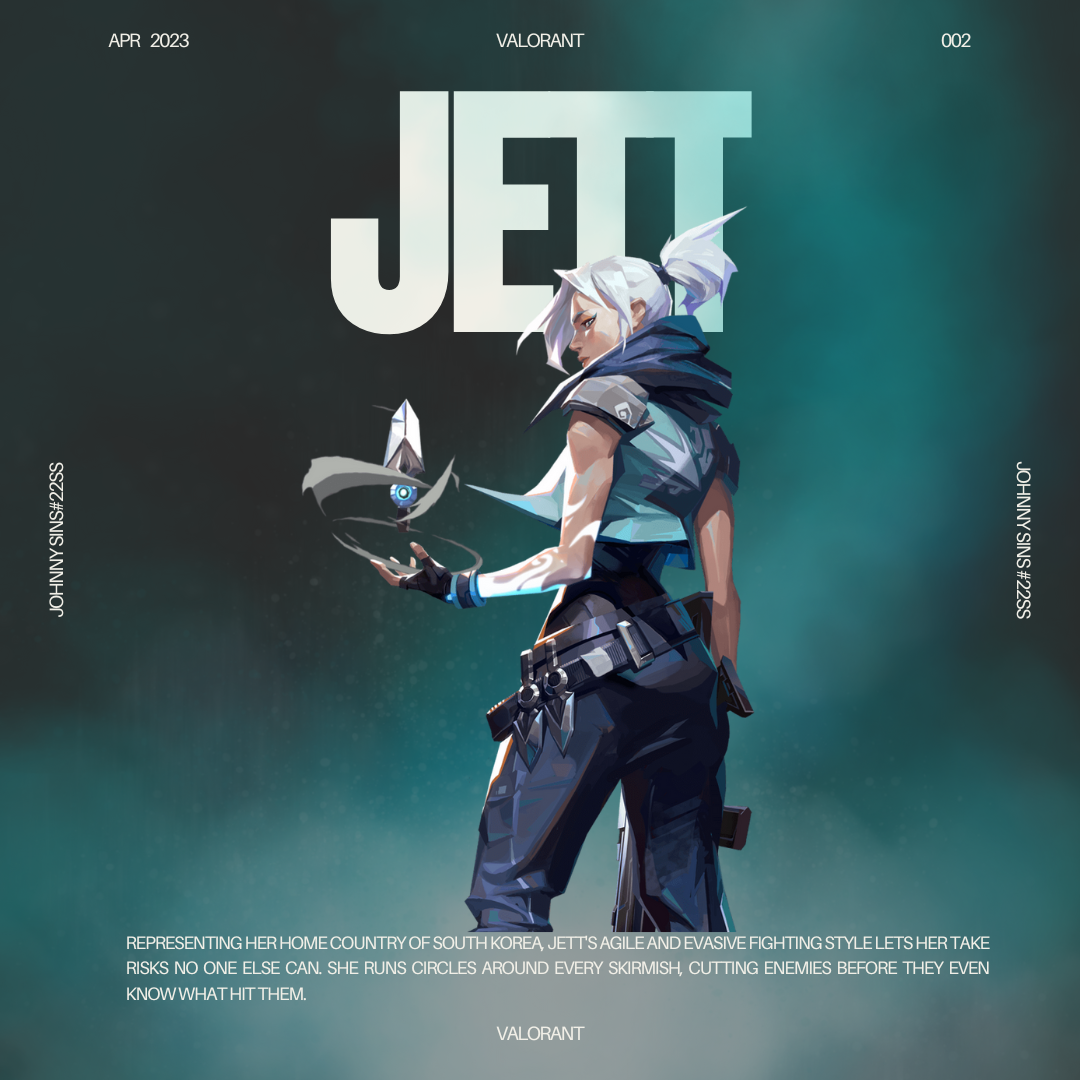 APR 2023
VALORANT
002
JETT
JOHNNY SINS#22SS
JOHNNY SINS #22SS
REPRESENTING HER HOME COUNTRY OF SOUTH KOREA, JETT'S AGILE AND EVASIVE FIGHTING STYLE LETS HER TAKE
RISKS NO ONE ELSE CAN. SHE RUNS CIRCLES AROUND EVERY SKIRMISH, CUTTING ENEMIES BEFORE THEY EVEN
KNOW WHAT HIT THEM.
VALORANT